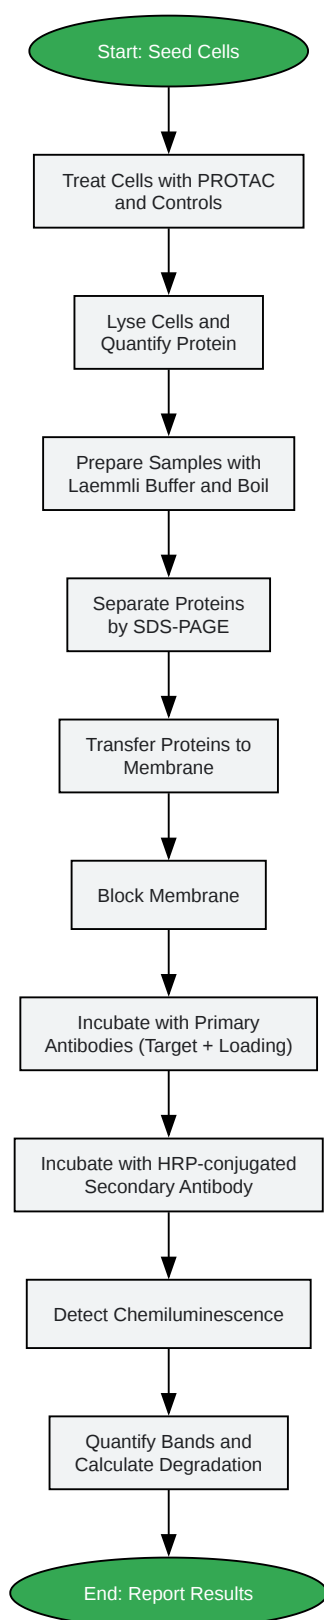 Start: Seed Cells
Treat Cells with PROTAC
and Controls
Lyse Cells and
Quantify Protein
Prepare Samples with
Laemmli Buffer and Boil
Separate Proteins
by SDS-PAGE
Transfer Proteins to
Membrane
Block Membrane
Incubate with Primary
Antibodies (Target + Loading)
Incubate with HRP-conjugated
Secondary Antibody
Detect Chemiluminescence
Quantify Bands and
Calculate Degradation
End: Report Results